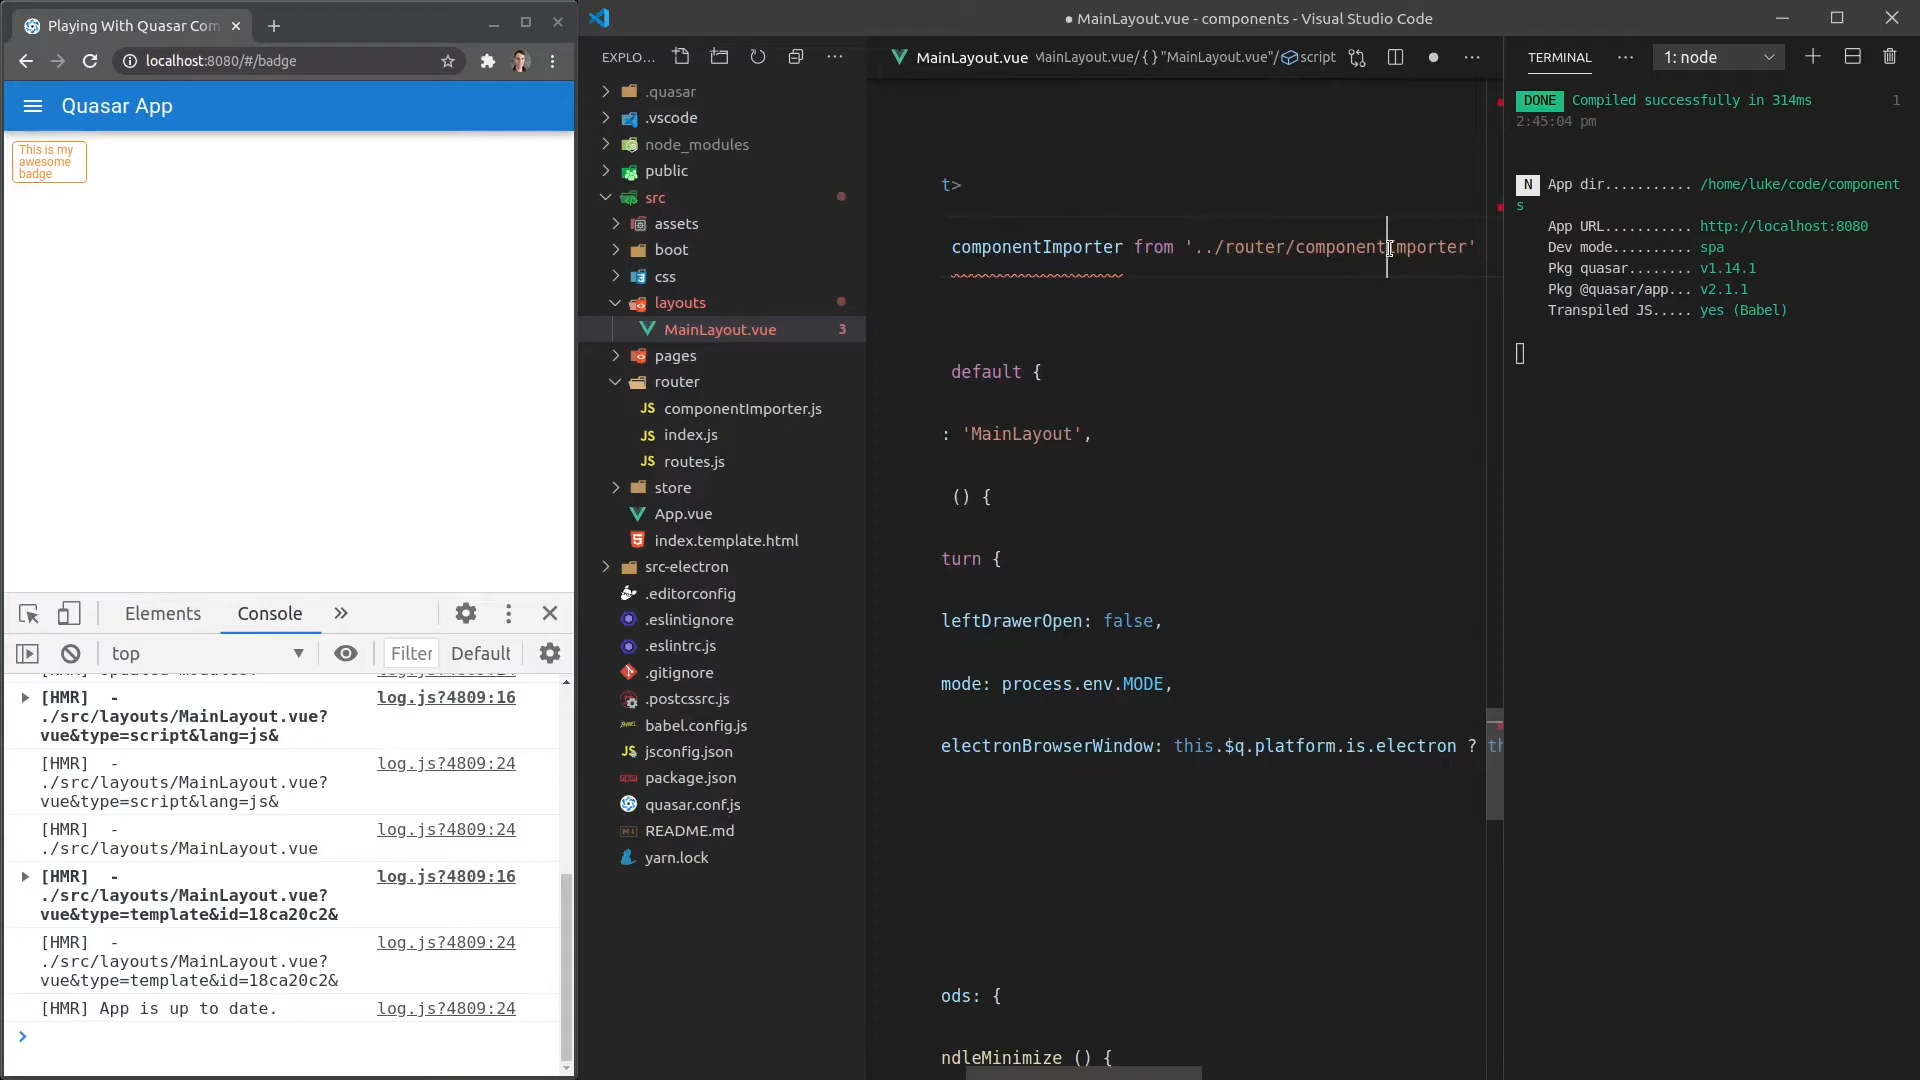 Playing With Quasar Com
localhost:8080/#/badge
Quasar App
This is my
awesome
badge
Elements
Console
top
Filter
Default
[HMR] -
log.js?4809:16
./src/layouts/MainLayout.vue?
vue&type=script&lang=js&
[HMR] -
log.js?4809:24
./src/layouts/MainLayout.vue?
vue&type=script&lang=js&
[HMR] -
log.js?4809:24
./src/layouts/MainLayout.vue
[HMR] -
log.js?4809:16
./src/layouts/MainLayout.vue?
vue&type=template&id=18ca20c2&
[HMR] -
log.js?4809:24
./src/layouts/MainLayout.vue?
vue&type=template&id=18ca20c2&
[HMR] App is up to date.
log.js?4809:24
● MainLayout.vue - components - Visual Studio Code
EXPLO...
.quasar
.vscode
node_modules
public
src
assets
boot
css
layouts
MainLayout.vue 3
pages
router
JS componentImporter.js
JS index.js
JS routes.js
store
App.vue
index.template.html
src-electron
.editorconfig
.eslintignore
.eslintrc.js
.gitignore
.postcssrc.js
babel.config.js
JS jsconfig.json
package.json
quasar.conf.js
README.md
yarn.lock
MainLayout.vue MainLayout.vue/{}"MainLayout.vue"/script
t>
componentImporter from '../router/componentImporter'
default {
: 'MainLayout',
() {
turn {
leftDrawerOpen: false,
mode: process.env.MODE,
electronBrowserWindow: this.$q.platform.is.electron ? th
ods: {
ndleMinimize () {
TERMINAL
1: node
DONE Compiled successfully in 314ms 1
2:45:04 pm
N App dir........... /home/luke/code/component
s
App URL........... http://localhost:8080
Dev mode.......... spa
Pkg quasar........ v1.14.1
Pkg @quasar/app... v2.1.1
Transpiled JS..... yes (Babel)